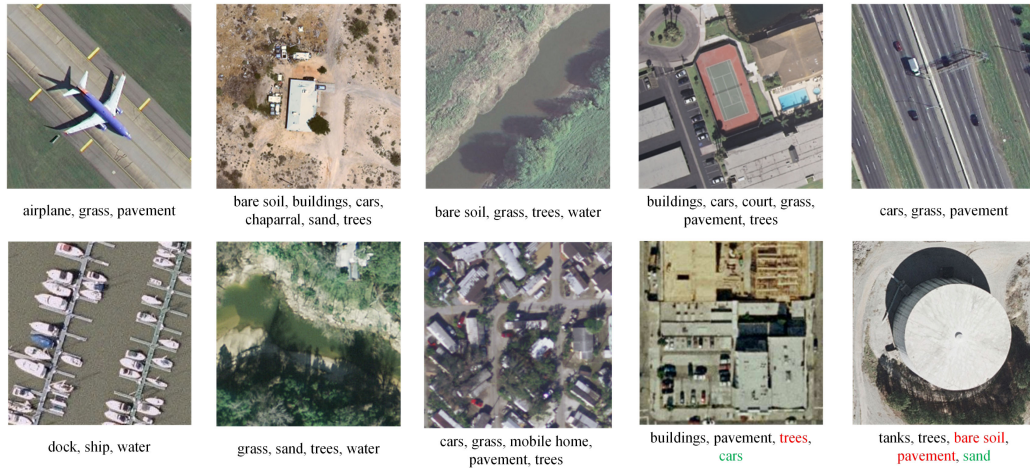 airplane, grass, pavement
bare soil, buildings, cars,
chaparral, sand, trees
bare soil, grass, trees, water
buildings, cars, court, grass,
pavement, trees
cars, grass, pavement
dock, ship, water
grass, sand, trees, water
cars, grass, mobile home,
pavement, trees
buildings, pavement, trees,
cars
tanks, trees, bare soil,
pavement, sand